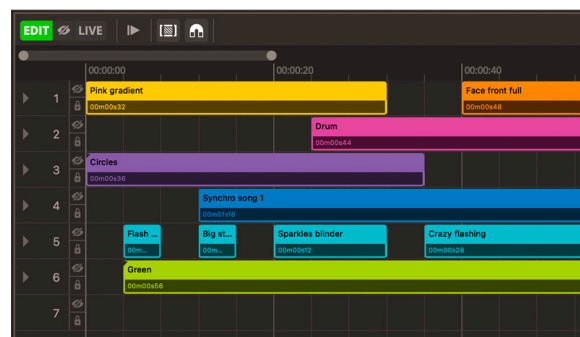 EDIT LIVE
00:00:00 00:00:20 00:00:40
1 Pink gradient Face front full
00m00s32 00m00s48
2 Drum
00m00s44
3 Circles
00m00s36
4 Synchro song 1
00m01s16
5 Flash ... Big st... Sparkles blinder Crazy flashing
00m... 00m... 00m00s12 00m00s28
6 Green
00m00s56
7